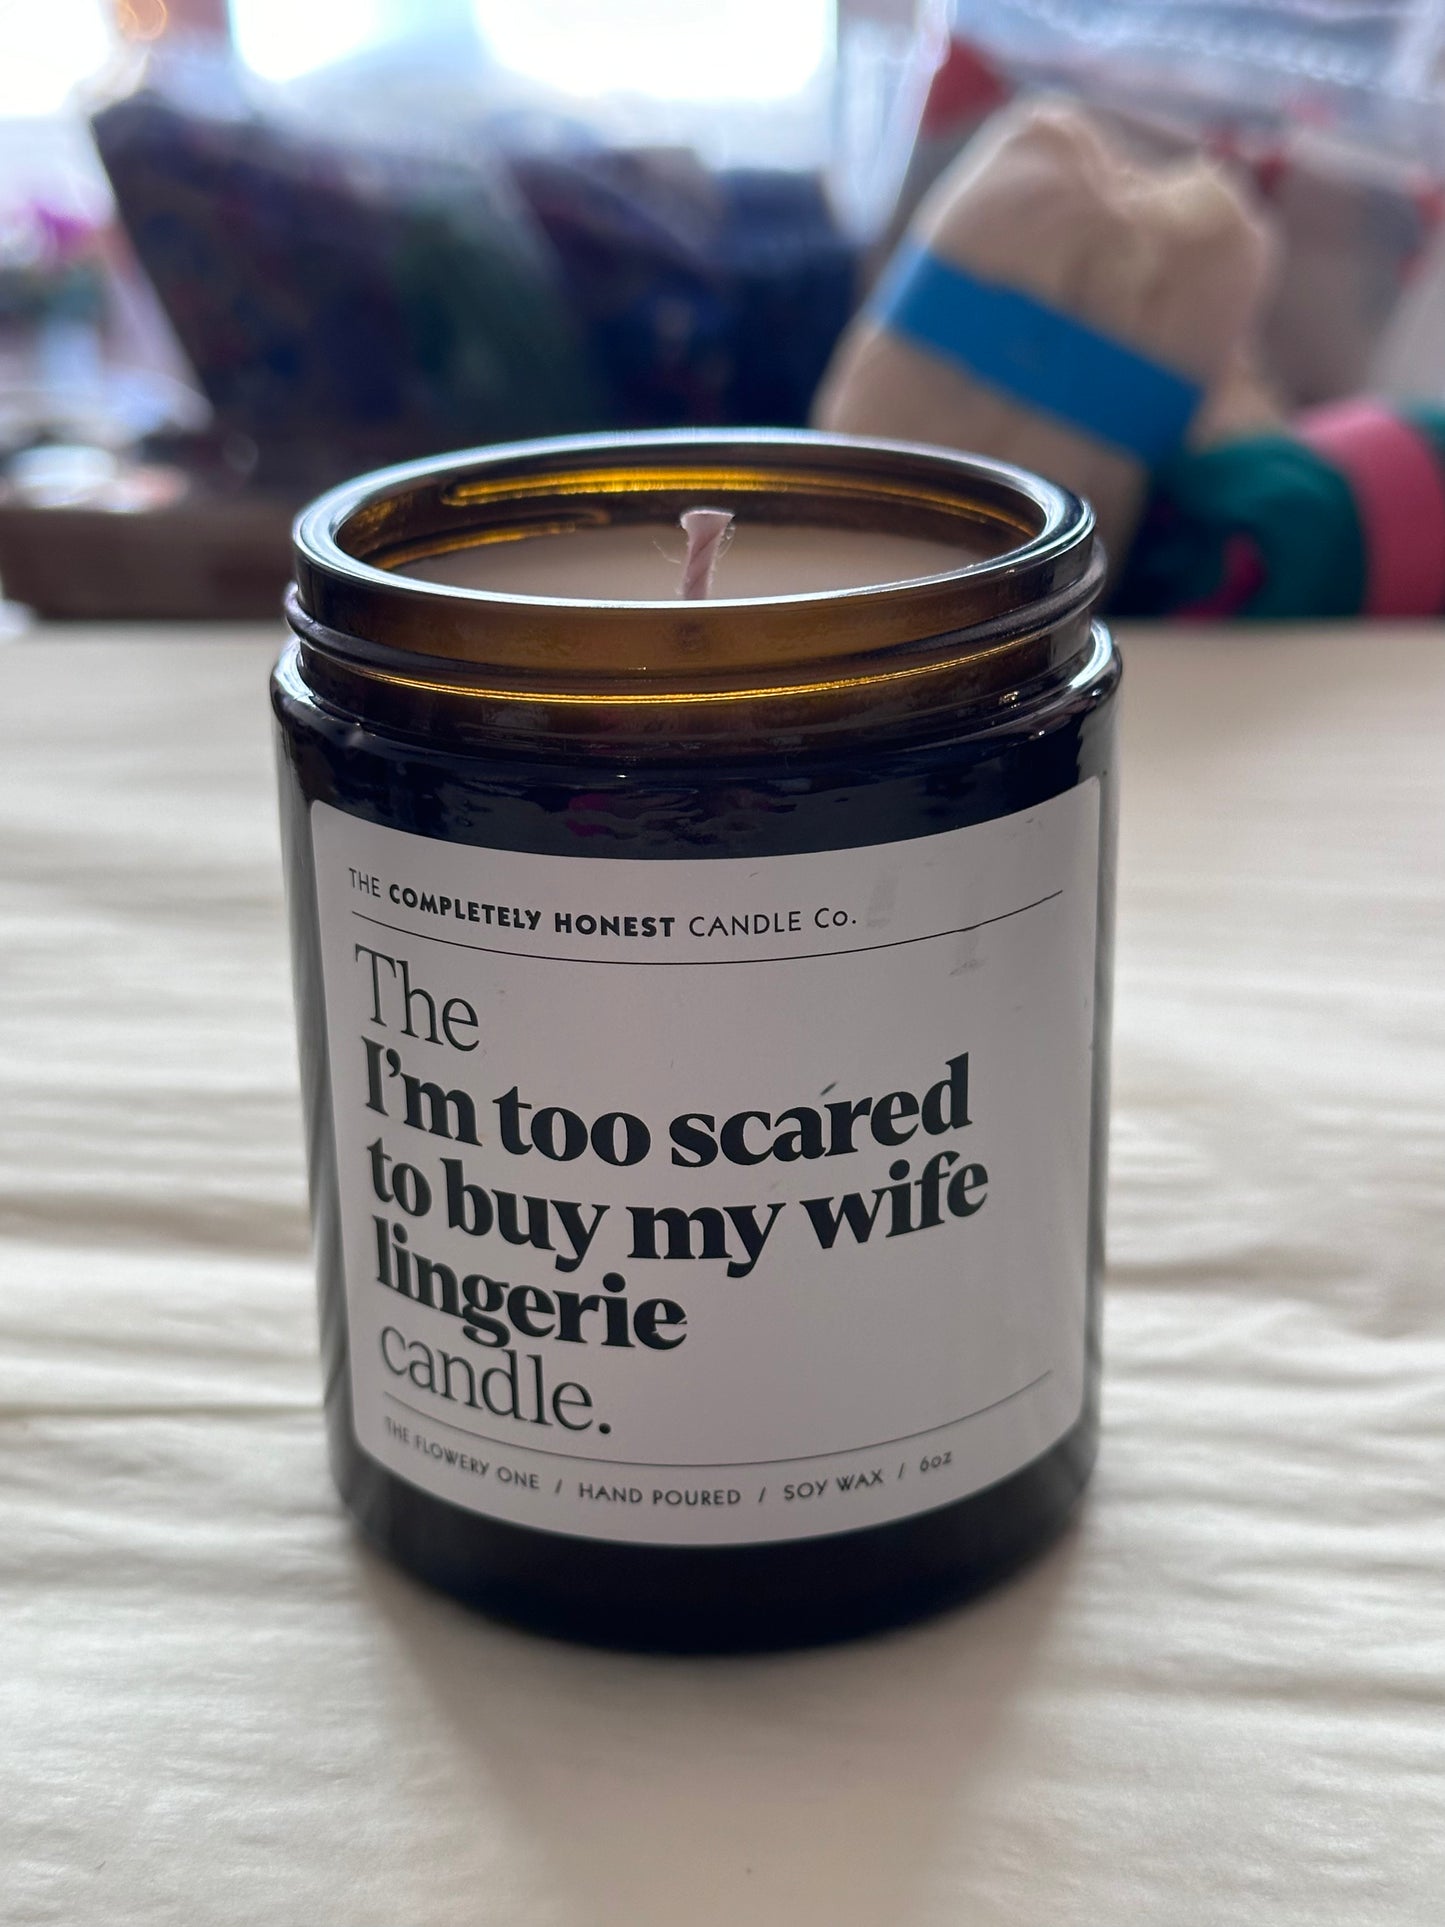 THE COMPLETELY HONEST CANDLE Co.
The
I'm too scared
to buy my wife
lingerie
candle.
THE FLOWERY ONE / HAND POURED / SOY WAX / 6oz